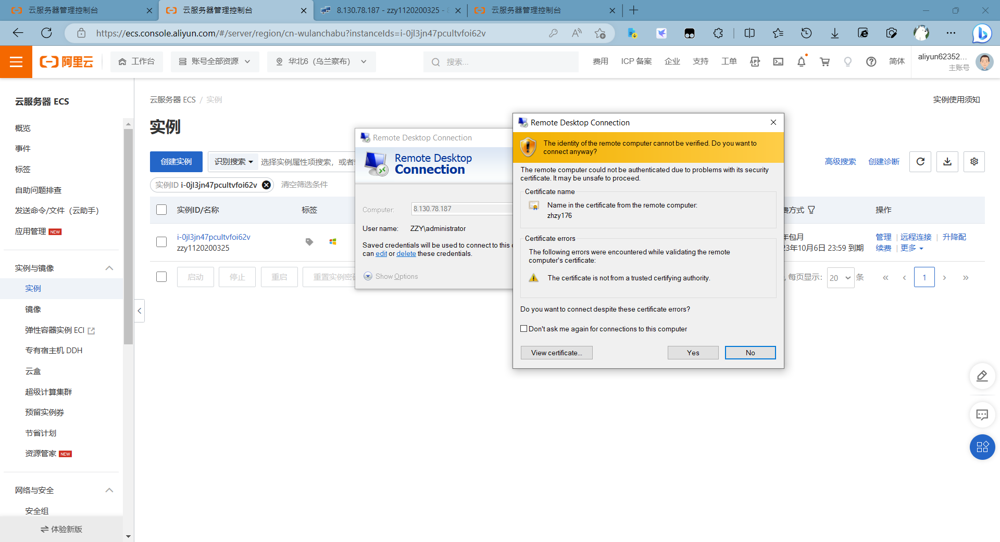 云服务器管理控制台
云服务器管理控制台
8.130.78.187 - zzy1120200325 -
云服务器管理控制台
https://ecs.console.aliyun.com/#/server/region/cn-wulanchabu?instanceIds=i-0jl3jn47pcultvfoi62v
阿里云
工作台
账号全部资源
华北6（乌兰察布）
搜索...
费用
ICP 备案
企业
支持
工单
简体
aliyun62352...
主账号
云服务器 ECS
概览
事件
标签
自助问题排查
发送命令/文件（云助手）
应用管理 NEW
实例与镜像
实例
镜像
弹性容器实例 ECI
专有宿主机 DDH
云盒
超级计算集群
预留实例券
节省计划
资源管家 NEW
网络与安全
安全组
体验新版
云服务器 ECS / 实例
实例使用须知
实例
创建实例
识别搜索
选择实例属性项搜索，或者
高级搜索
创建诊断
实例ID i-0jl3jn47pcultvfoi62v
清空筛选条件
实例ID/名称
标签
方式
操作
i-0jl3jn47pcultvfoi62v
zzy1120200325
年包月
23年10月6日 23:59 到期
管理 | 远程连接 | 升降配
续费 | 更多
启动
停止
重启
重置实例密码
每页显示：
20
条
« ‹ 1 › »
Remote Desktop Connection
Remote Desktop
Connection
Computer:
8.130.78.187
User name:
ZZY\administrator
Saved credentials will be used to connect to this
can edit or delete these credentials.
Show Options
Remote Desktop Connection
The identity of the remote computer cannot be verified. Do you want to
connect anyway?
The remote computer could not be authenticated due to problems with its security
certificate. It may be unsafe to proceed.
Certificate name
Name in the certificate from the remote computer:
zhzy176
Certificate errors
The following errors were encountered while validating the remote
computer's certificate:
The certificate is not from a trusted certifying authority.
Do you want to connect despite these certificate errors?
Don't ask me again for connections to this computer
View certificate...
Yes
No